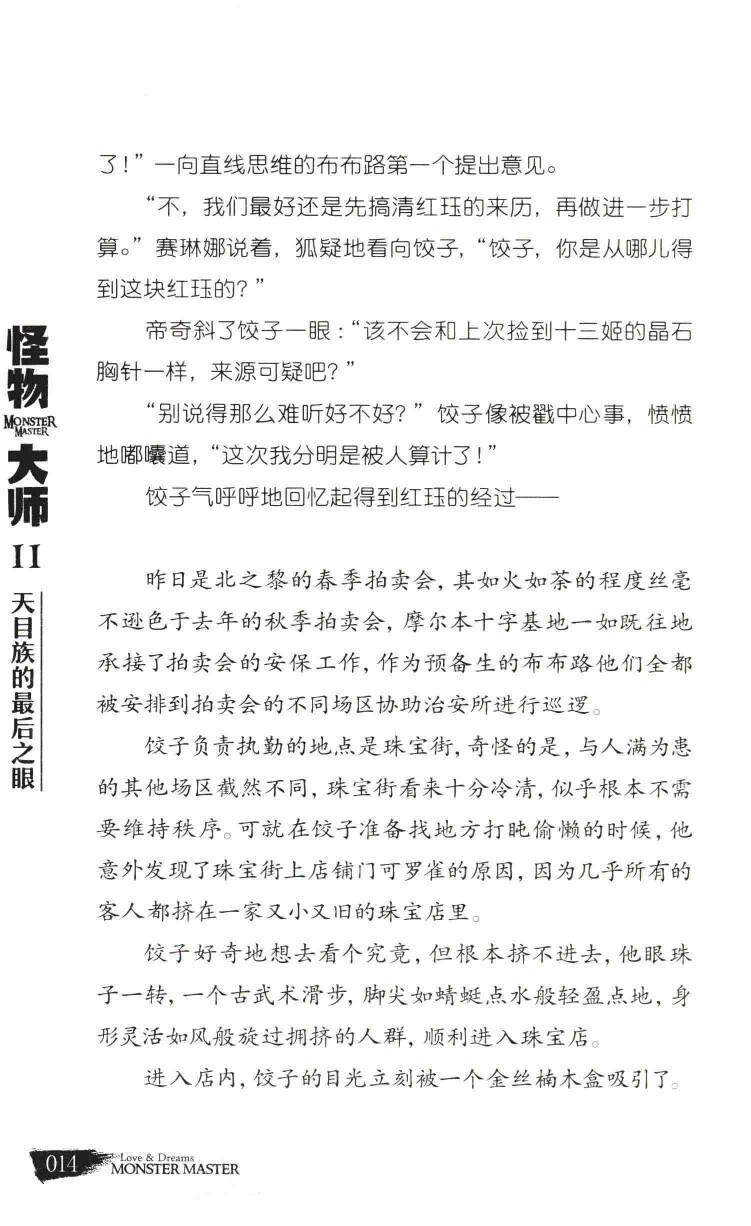 了！”一向直线思维的布布路第一个提出意见。
“不，我们最好还是先搞清红珏的来历，再做进一步打
算。”赛琳娜说着，狐疑地看向饺子，“饺子，你是从哪儿得
到这块红珏的？”
帝奇斜了饺子一眼：“该不会和上次捡到十三姬的晶石
胸针一样，来源可疑吧？”
“别说得那么难听好不好？”饺子像被戳中心事，愤愤
地嘟囔道，“这次我分明是被人算计了！”
饺子气呼呼地回忆起得到红珏的经过——
昨日是北之黎的春季拍卖会，其如火如荼的程度丝毫
不逊色于去年的秋季拍卖会，摩尔本十字基地一如既往地
承接了拍卖会的安保工作，作为预备生的布布路他们全都
被安排到拍卖会的不同场区协助治安所进行巡逻。
饺子负责执勤的地点是珠宝街，奇怪的是，与人满为患
的其他场区截然不同，珠宝街看来十分冷清，似乎根本不需
要维持秩序。可就在饺子准备找地方打盹偷懒的时候，他
意外发现了珠宝街上店铺门可罗雀的原因，因为几乎所有的
客人都挤在一家又小又旧的珠宝店里。
饺子好奇地想去看个究竟，但根本挤不进去，他眼珠
子一转，一个古武术滑步，脚尖如蜻蜓点水般轻盈点地，身
形灵活如风般旋过拥挤的人群，顺利进入珠宝店。
进入店内，饺子的目光立刻被一个金丝楠木盒吸引了。
怪物
MONSTER
MASTER
大师
11
天目族的最后之眼
014
Love & Dreams
MONSTER MASTER